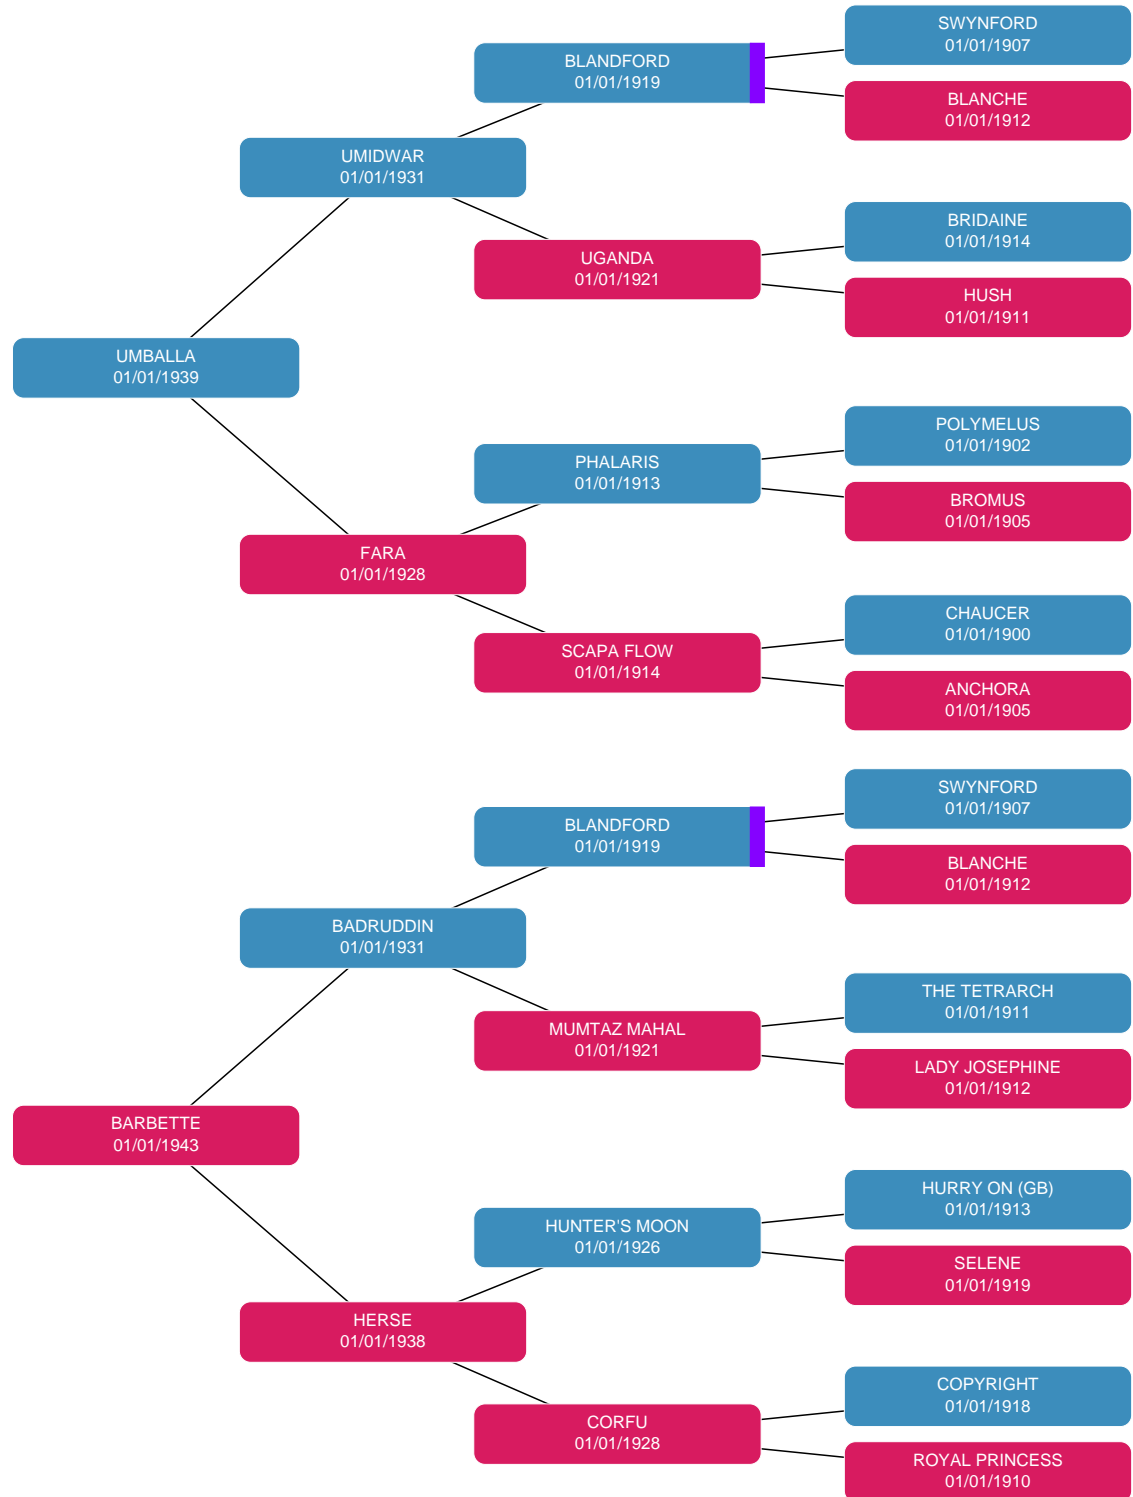 SWYNFORD
01/01/1907
BLANDFORD
01/01/1919
BLANCHE
01/01/1912
UMIDWAR
01/01/1931
BRIDAINE
01/01/1914
UGANDA
01/01/1921
HUSH
01/01/1911
UMBALLA
01/01/1939
POLYMELUS
01/01/1902
PHALARIS
01/01/1913
BROMUS
01/01/1905
FARA
01/01/1928
CHAUCER
01/01/1900
SCAPA FLOW
01/01/1914
ANCHORA
01/01/1905
SWYNFORD
01/01/1907
BLANDFORD
01/01/1919
BLANCHE
01/01/1912
BADRUDDIN
01/01/1931
THE TETRARCH
01/01/1911
MUMTAZ MAHAL
01/01/1921
LADY JOSEPHINE
01/01/1912
BARBETTE
01/01/1943
HURRY ON (GB)
01/01/1913
HUNTER'S MOON
01/01/1926
SELENE
01/01/1919
HERSE
01/01/1938
COPYRIGHT
01/01/1918
CORFU
01/01/1928
ROYAL PRINCESS
01/01/1910